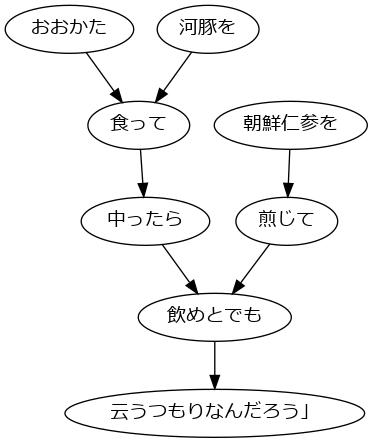 おおかた
河豚を
食って
朝鮮仁参を
中ったら
煎じて
飲めとでも
云うつもりなんだろう」